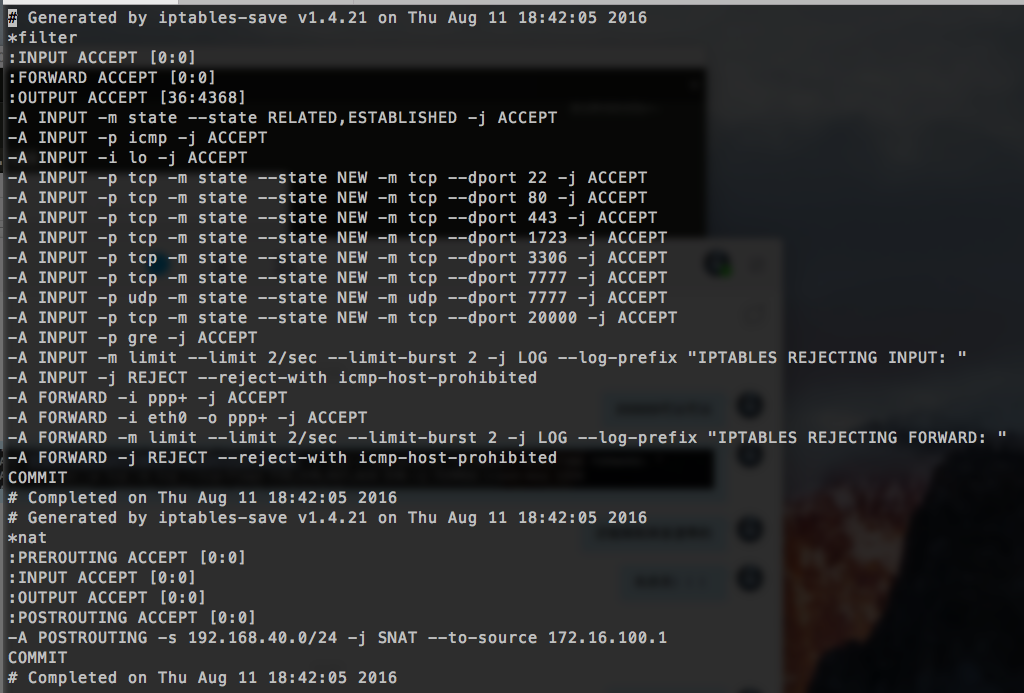 # Generated by iptables-save v1.4.21 on Thu Aug 11 18:42:05 2016
*filter
:INPUT ACCEPT [0:0]
:FORWARD ACCEPT [0:0]
:OUTPUT ACCEPT [36:4368]
-A INPUT -m state --state RELATED,ESTABLISHED -j ACCEPT
-A INPUT -p icmp -j ACCEPT
-A INPUT -i lo -j ACCEPT
-A INPUT -p tcp -m state --state NEW -m tcp --dport 22 -j ACCEPT
-A INPUT -p tcp -m state --state NEW -m tcp --dport 80 -j ACCEPT
-A INPUT -p tcp -m state --state NEW -m tcp --dport 443 -j ACCEPT
-A INPUT -p tcp -m state --state NEW -m tcp --dport 1723 -j ACCEPT
-A INPUT -p tcp -m state --state NEW -m tcp --dport 3306 -j ACCEPT
-A INPUT -p tcp -m state --state NEW -m tcp --dport 7777 -j ACCEPT
-A INPUT -p udp -m state --state NEW -m udp --dport 7777 -j ACCEPT
-A INPUT -p tcp -m state --state NEW -m tcp --dport 20000 -j ACCEPT
-A INPUT -p gre -j ACCEPT
-A INPUT -m limit --limit 2/sec --limit-burst 2 -j LOG --log-prefix "IPTABLES REJECTING INPUT: "
-A INPUT -j REJECT --reject-with icmp-host-prohibited
-A FORWARD -i ppp+ -j ACCEPT
-A FORWARD -i eth0 -o ppp+ -j ACCEPT
-A FORWARD -m limit --limit 2/sec --limit-burst 2 -j LOG --log-prefix "IPTABLES REJECTING FORWARD: "
-A FORWARD -j REJECT --reject-with icmp-host-prohibited
COMMIT
# Completed on Thu Aug 11 18:42:05 2016
# Generated by iptables-save v1.4.21 on Thu Aug 11 18:42:05 2016
*nat
:PREROUTING ACCEPT [0:0]
:INPUT ACCEPT [0:0]
:OUTPUT ACCEPT [0:0]
:POSTROUTING ACCEPT [0:0]
-A POSTROUTING -s 192.168.40.0/24 -j SNAT --to-source 172.16.100.1
COMMIT
# Completed on Thu Aug 11 18:42:05 2016